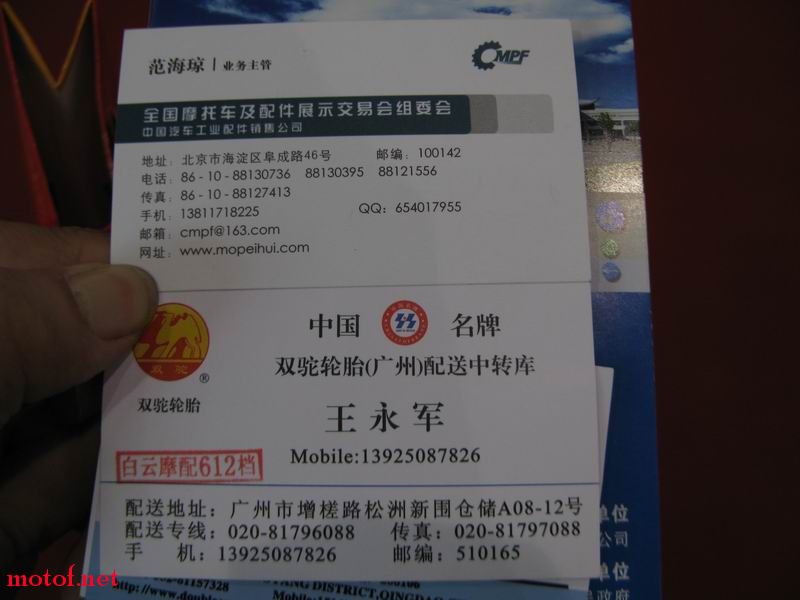 范海琼 | 业务主管
CMPF
全国摩托车及配件展示交易会组委会
中国汽车工业配件销售公司
地址：北京市海淀区阜成路46号 邮编：100142
电话：86-10-88130736 88130395 88121556
传真：86-10-88127413
手机：13811718225 QQ：654017955
邮箱：cmpf@163.com
网址：www.mopeihui.com
中国 名牌
双驼
®
双驼轮胎(广州)配送中转库
双驼轮胎
王永军
Mobile:13925087826
白云摩配612档
配送地址：广州市增槎路松洲新围仓储A08-12号
配送专线：020-81796088 传真：020-81797088
手 机：13925087826 邮编：510165
单位
公司
单位
政府
DISTRICT,
http://www.double
Mobile:
motof.net